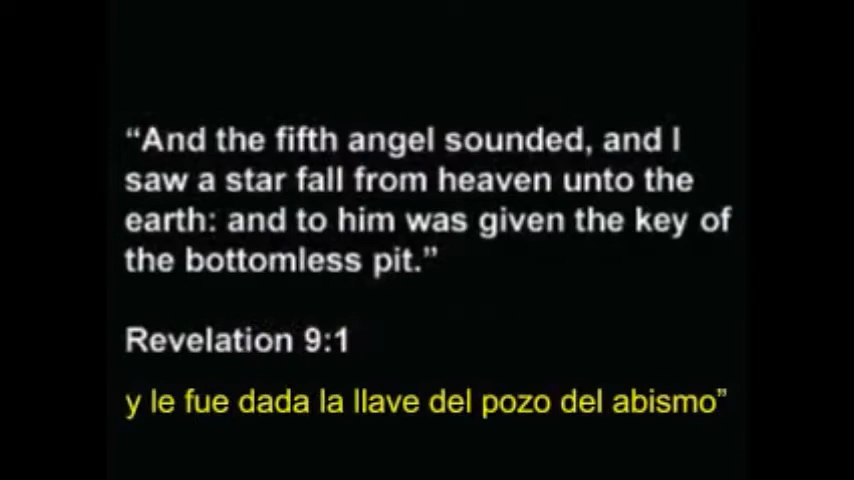 “And the fifth angel sounded, and I
saw a star fall from heaven unto the
earth: and to him was given the key of
the bottomless pit.”
Revelation 9:1
y le fue dada la llave del pozo del abismo”